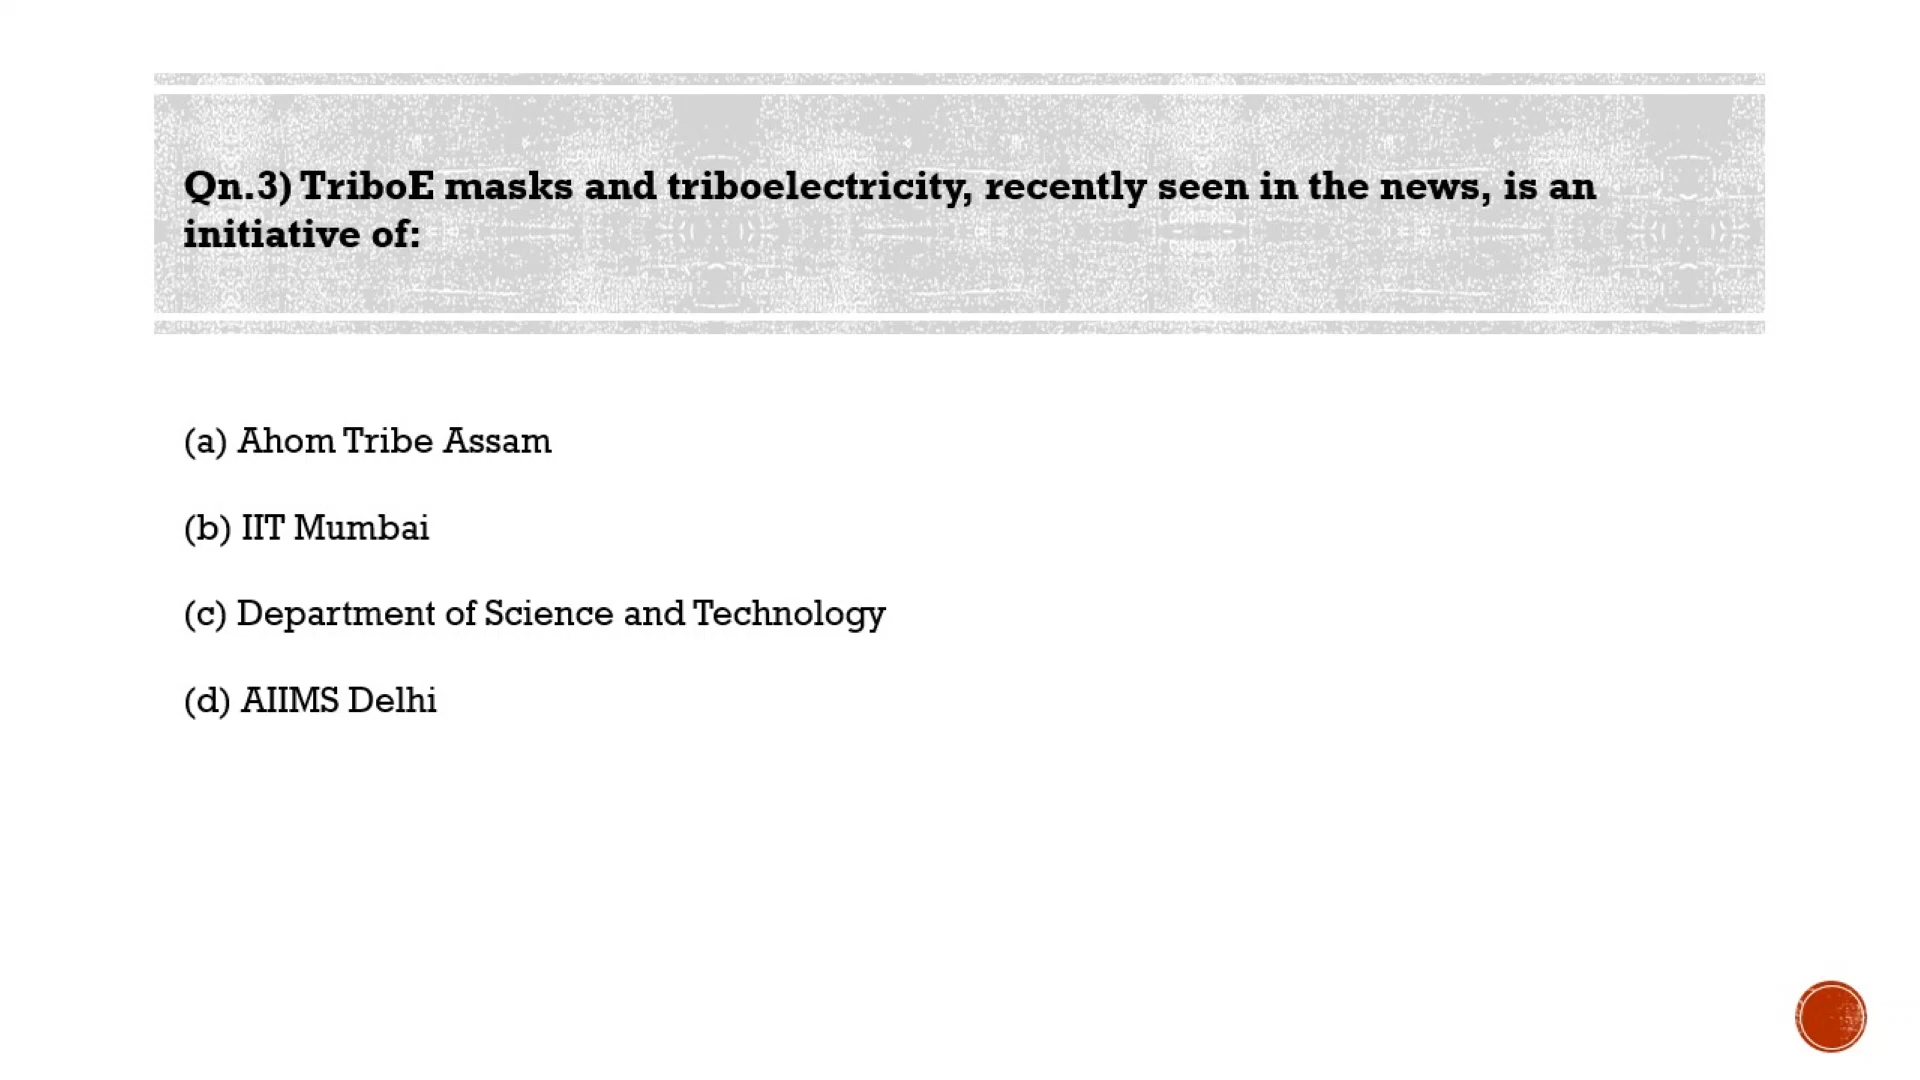 Qn.3) TriboE masks and triboelectricity, recently seen in the news, is an
initiative of:
(a) Ahom Tribe Assam
(b) IIT Mumbai
(c) Department of Science and Technology
(d) AIIMS Delhi